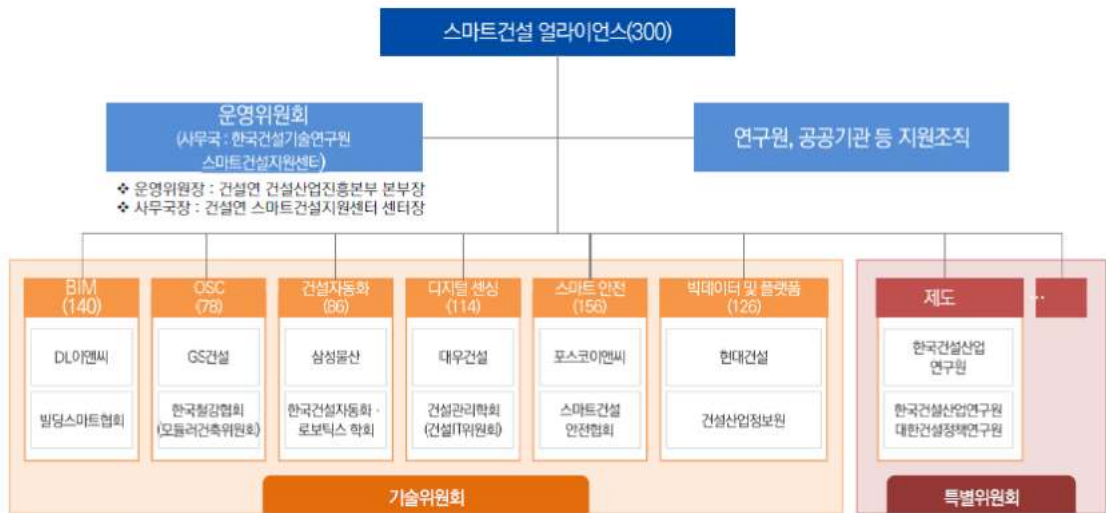 스마트건설 얼라이언스(300)
운영위원회
(사무국 : 한국건설기술연구원
스마트건설지원센터)
연구원, 공공기관 등 지원조직
❖ 운영위원장 : 건설연 건설산업진흥본부 본부장
❖ 사무국장 : 건설연 스마트건설지원센터 센터장
BIM
(140)
DL이앤씨
빌딩스마트협회
OSC
(78)
GS건설
한국철강협회
(모듈러건축위원회)
건설자동화
(86)
삼성물산
한국건설자동화·
로보틱스 학회
디지털 센싱
(114)
대우건설
건설관리학회
(건설IT위원회)
스마트 안전
(156)
포스코이앤씨
스마트건설
안전협회
빅데이터 및 플랫폼
(126)
현대건설
건설산업정보원
제도
한국건설산업
연구원
한국건설산업연구원
대한건설정책연구원
...
기술위원회
특별위원회